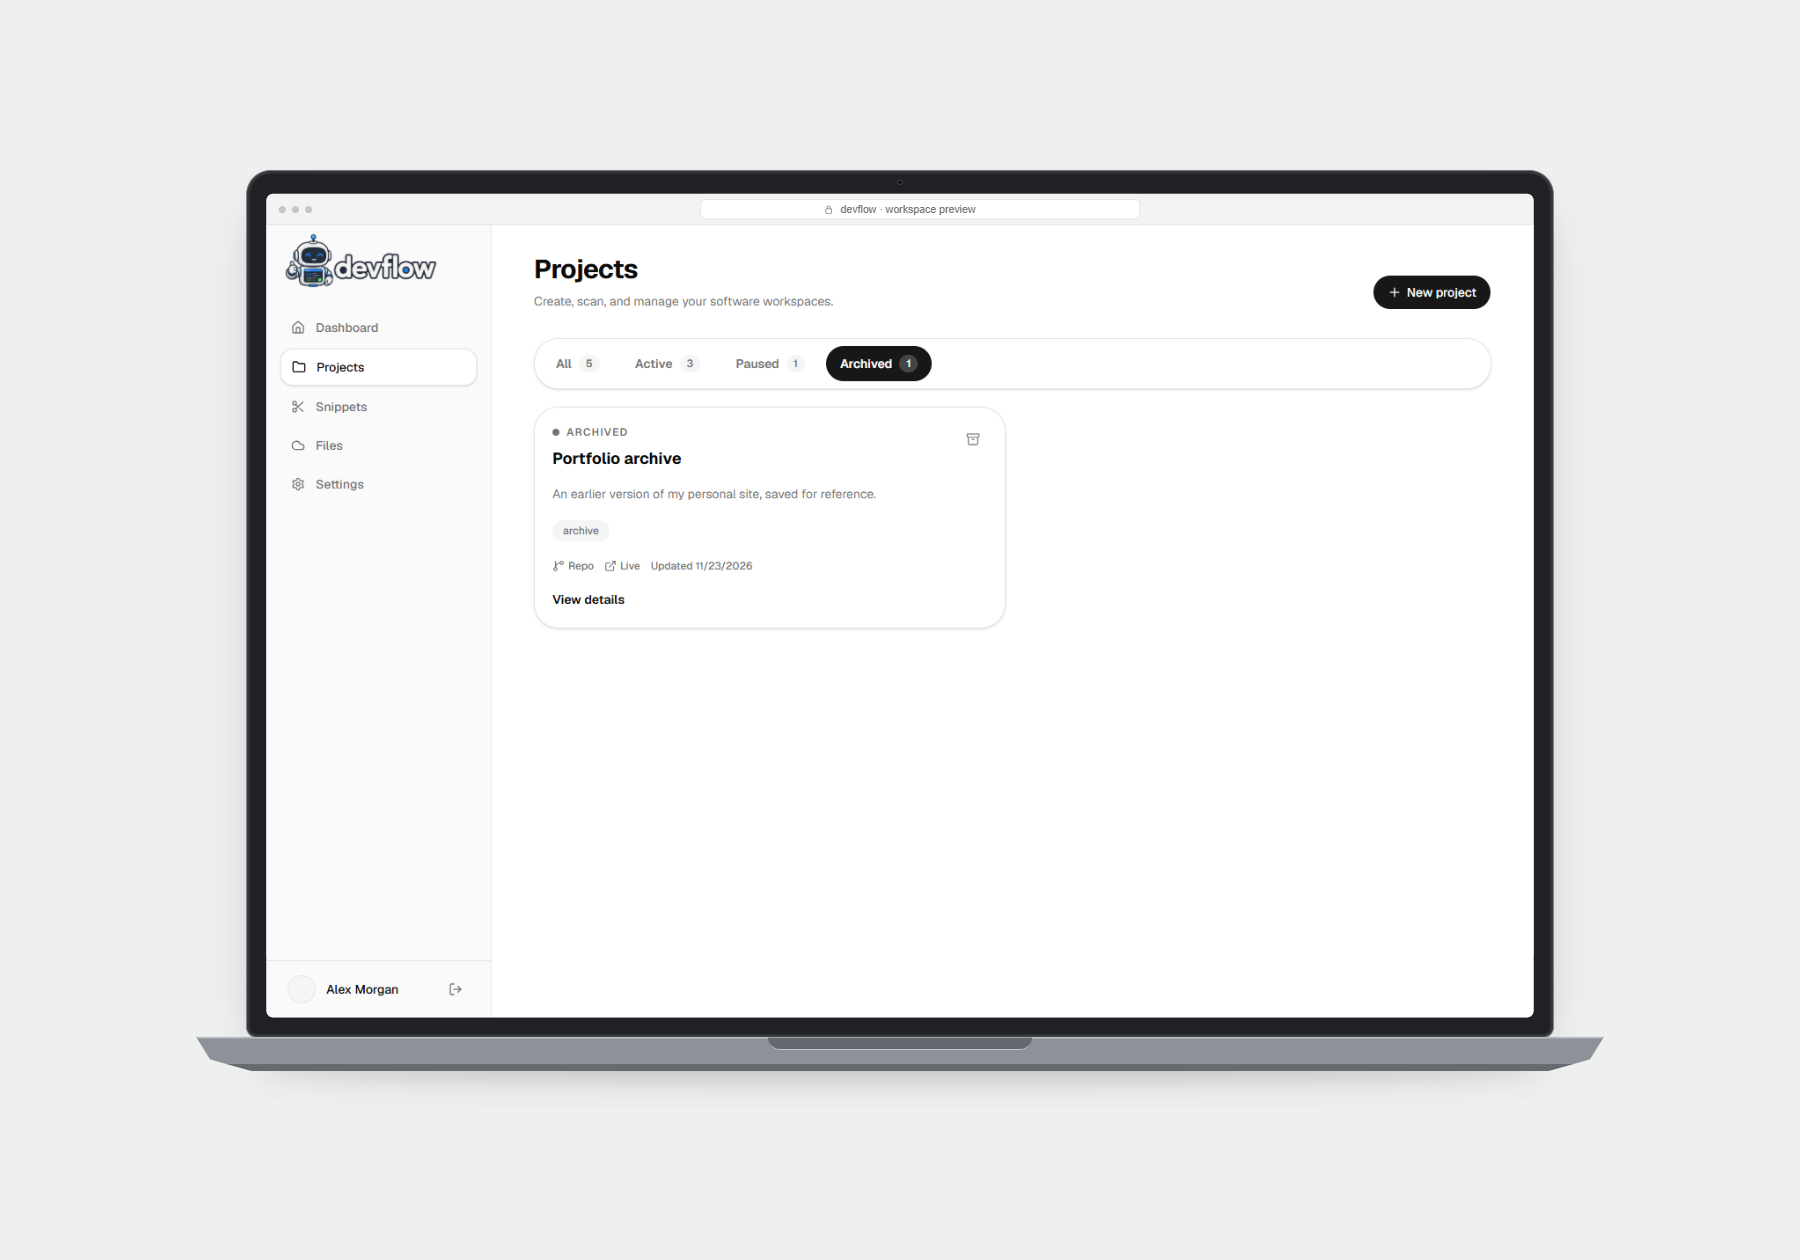 devflow · workspace preview
devflow
Dashboard
Projects
Snippets
Files
Settings
Alex Morgan
Projects
Create, scan, and manage your software workspaces.
New project
All 5 Active 3 Paused 1 Archived 1
ARCHIVED
Portfolio archive
An earlier version of my personal site, saved for reference.
archive
Repo Live Updated 11/23/2026
View details